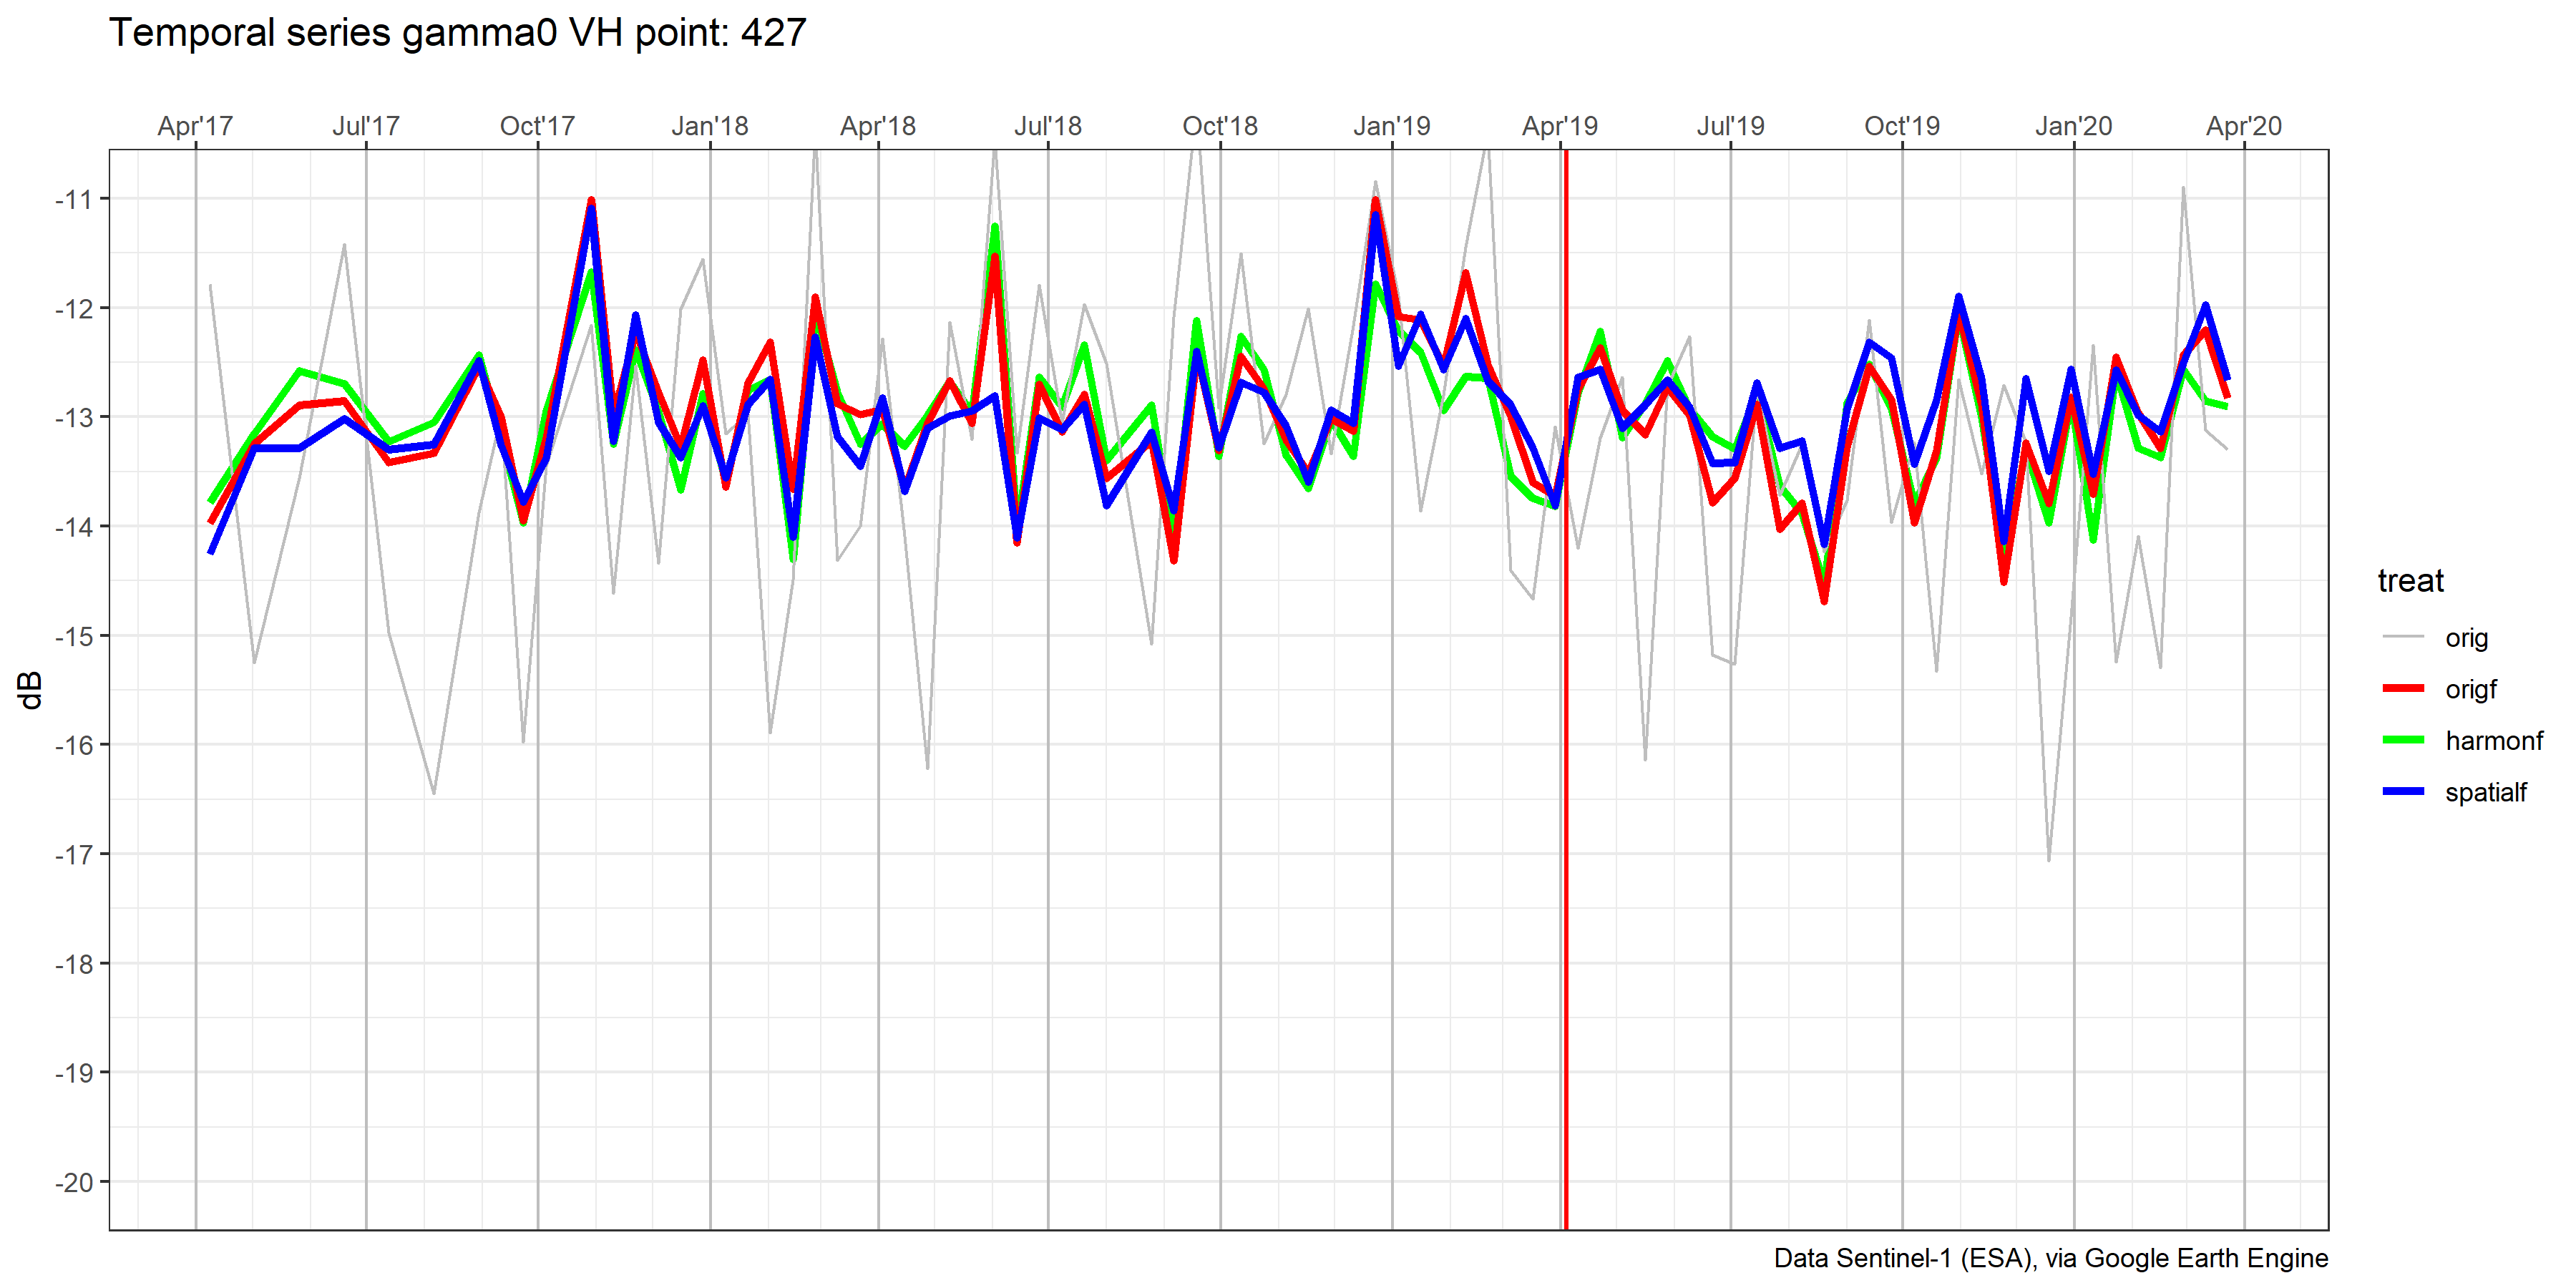 Temporal series gamma0 VH point: 427
Apr'17 Jul'17 Oct'17 Jan'18 Apr'18 Jul'18 Oct'18 Jan'19 Apr'19 Jul'19 Oct'19 Jan'20 Apr'20
-11
-12
-13
-14
-15
-16
-17
-18
-19
-20
dB
treat
orig
origf
harmonf
spatialf
Data Sentinel-1 (ESA), via Google Earth Engine